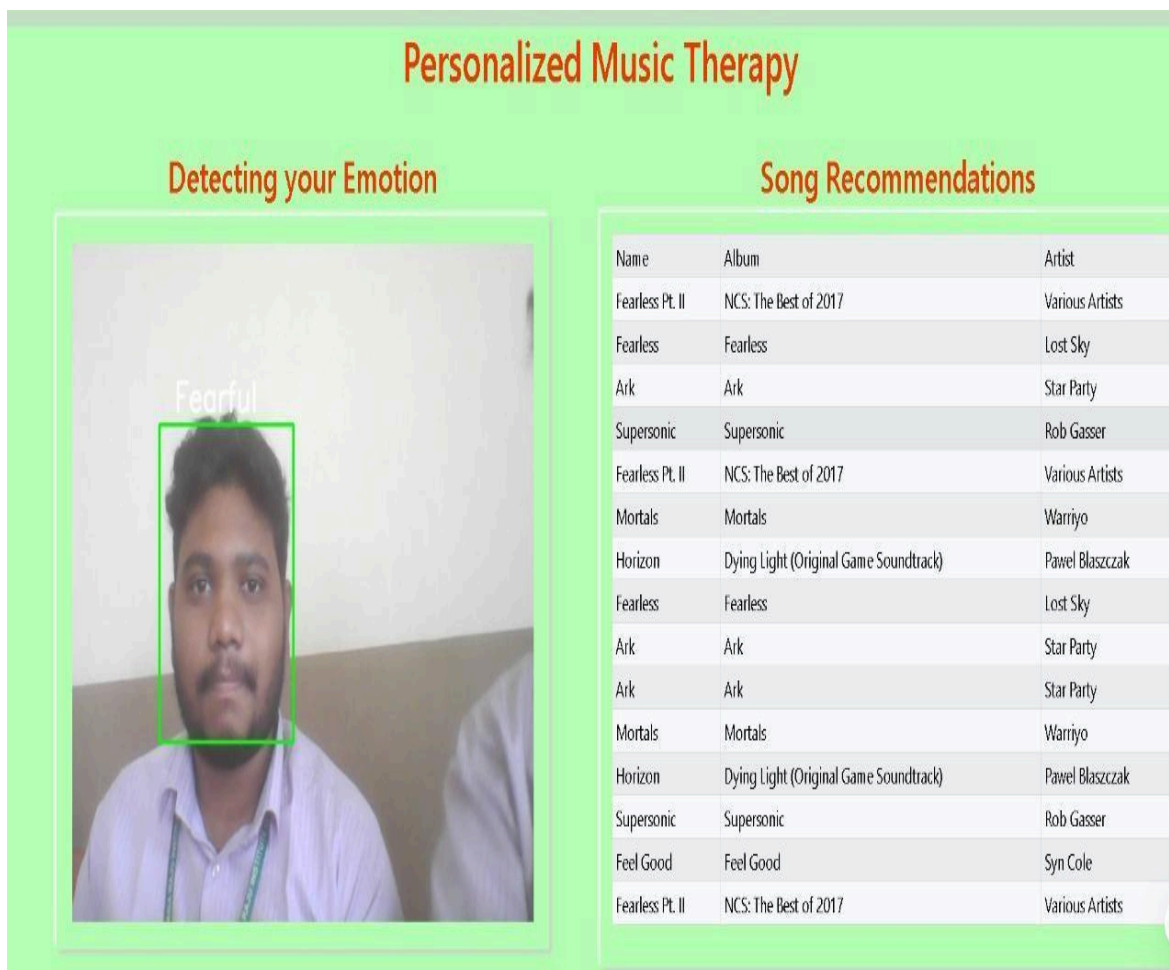 Personalized Music Therapy
Detecting your Emotion
Fearful
Song Recommendations
Name Album Artist
Fearless Pt. II NCS: The Best of 2017 Various Artists
Fearless Fearless Lost Sky
Ark Ark Star Party
Supersonic Supersonic Rob Gasser
Fearless Pt. II NCS: The Best of 2017 Various Artists
Mortals Mortals Warriyo
Horizon Dying Light (Original Game Soundtrack) Pawel Blaszczak
Fearless Fearless Lost Sky
Ark Ark Star Party
Ark Ark Star Party
Mortals Mortals Warriyo
Horizon Dying Light (Original Game Soundtrack) Pawel Blaszczak
Supersonic Supersonic Rob Gasser
Feel Good Feel Good Syn Cole
Fearless Pt. II NCS: The Best of 2017 Various Artists